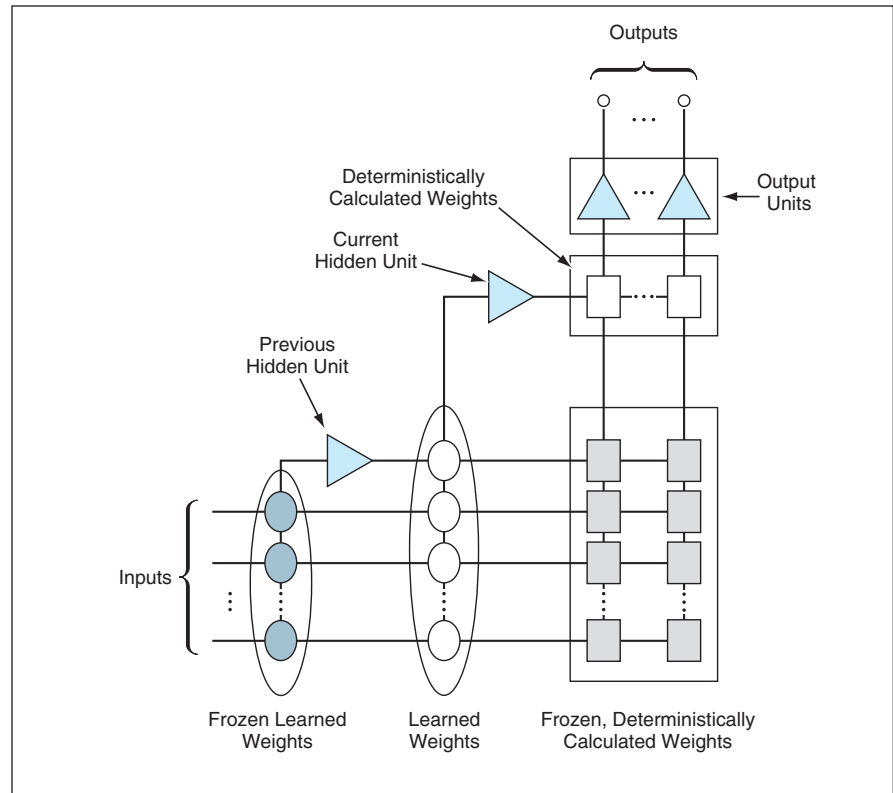 Outputs
Deterministically
Calculated Weights
Output
Units
Current
Hidden Unit
Previous
Hidden Unit
Inputs
Frozen Learned
Weights
Learned
Weights
Frozen, Deterministically
Calculated Weights